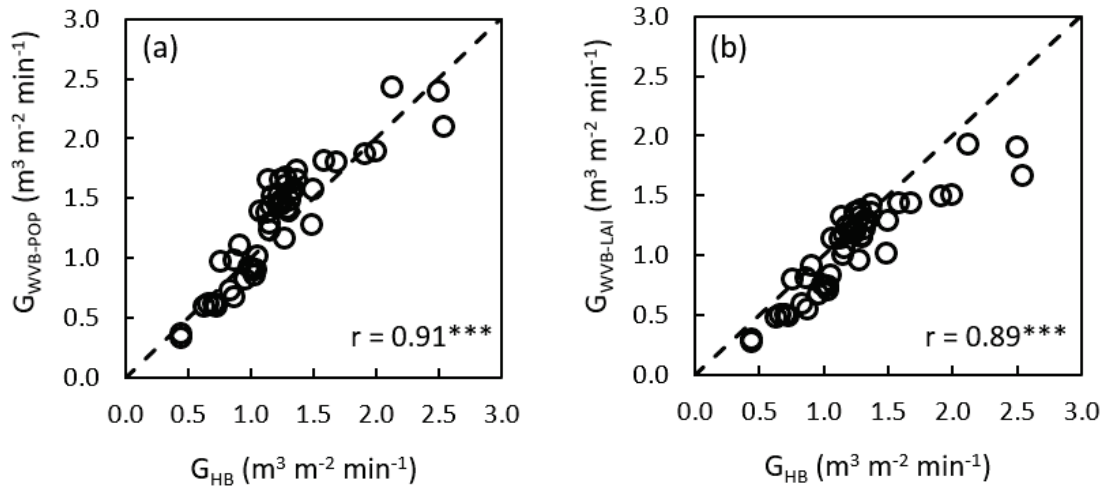 (a)
G_WVB-POP (m³ m⁻² min⁻¹)
3.0
2.5
2.0
1.5
1.0
0.5
0.0
r = 0.91***
0.0 0.5 1.0 1.5 2.0 2.5 3.0
G_HB (m³ m⁻² min⁻¹)
(b)
G_WVB-LAI (m³ m⁻² min⁻¹)
3.0
2.5
2.0
1.5
1.0
0.5
0.0
r = 0.89***
0.0 0.5 1.0 1.5 2.0 2.5 3.0
G_HB (m³ m⁻² min⁻¹)